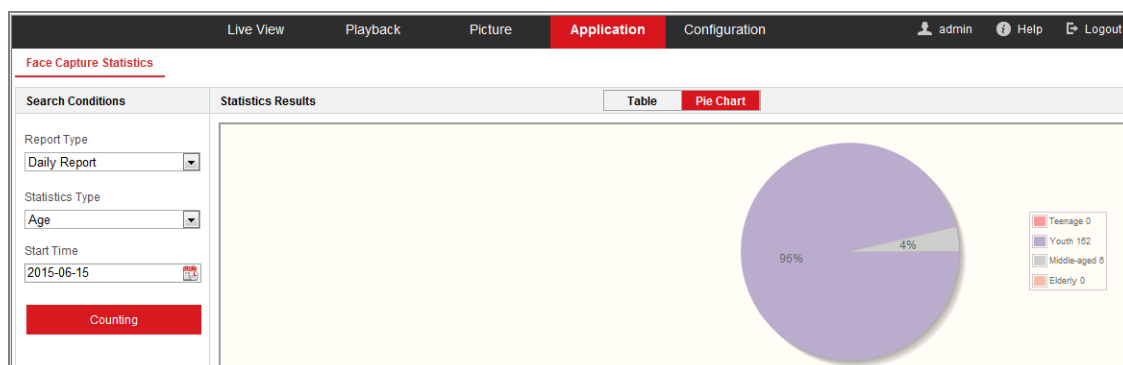 Live View Playback Picture Application Configuration admin Help Logout
Face Capture Statistics
Search Conditions
Statistics Results
Table Pie Chart
Report Type
Daily Report
Statistics Type
Age
Start Time
2015-06-15
Counting
96%
4%
Teenage 0
Youth 162
Middle-aged 6
Elderly 0